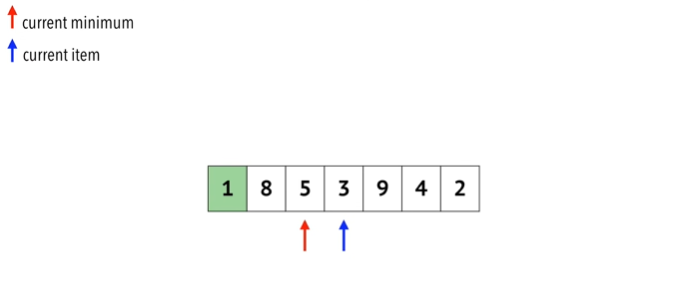 current minimum
current item
1 8 5 3 9 4 2